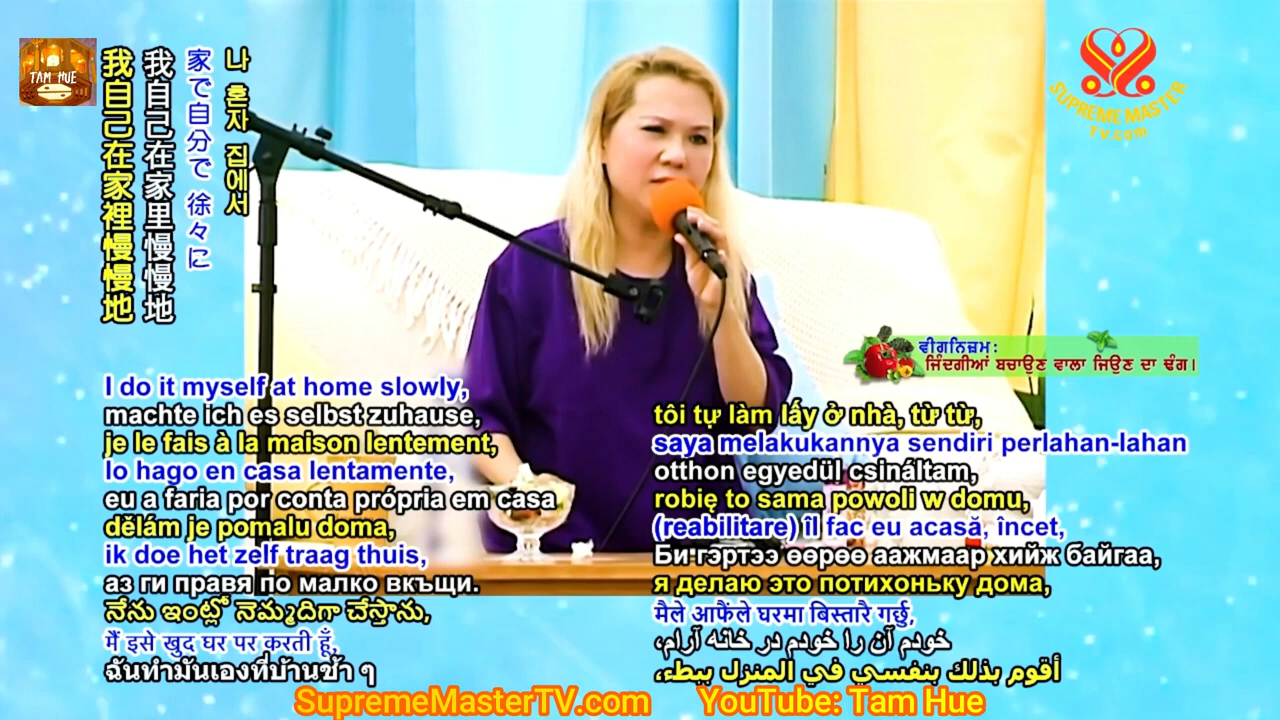 TAM HUE
我自己在家裡慢慢地
我自己在家里慢慢地
家で自分で 徐々に
나 혼자 집에서
SUPREME MASTER
TV.com
ਵੀਗਨਿਜ਼ਮ:
ਜਿੰਦਗੀਆਂ ਬਚਾਉਣ ਵਾਲਾ ਜਿਉਣ ਦਾ ਢੰਗ।
I do it myself at home slowly,
machte ich es selbst zuhause,
je le fais à la maison lentement,
lo hago en casa lentamente,
eu a faria por conta própria em casa
dělám je pomalu doma,
ik doe het zelf traag thuis,
аз ги правя по малко вкъщи.
నేను ఇంట్లో నెమ్మదిగా చేస్తాను,
मैं इसे खुद घर पर करती हूँ,
ฉันทำมันเองที่บ้านช้า ๆ
tôi tự làm lấy ở nhà, từ từ,
saya melakukannya sendiri perlahan-lahan
otthon egyedül csináltam,
robię to sama powoli w domu,
(reabilitare) îl fac eu acasă, încet,
Би гэртээ өөрөө аажмаар хийж байгаа,
я делаю это потихоньку дома,
मैले आफैंले घरमा बिस्तारै गर्छु,
خودم آن را خودم در خانه آرام،
أقوم بذلك بنفسي في المنزل ببطء،
SupremeMasterTV.com YouTube: Tam Hue